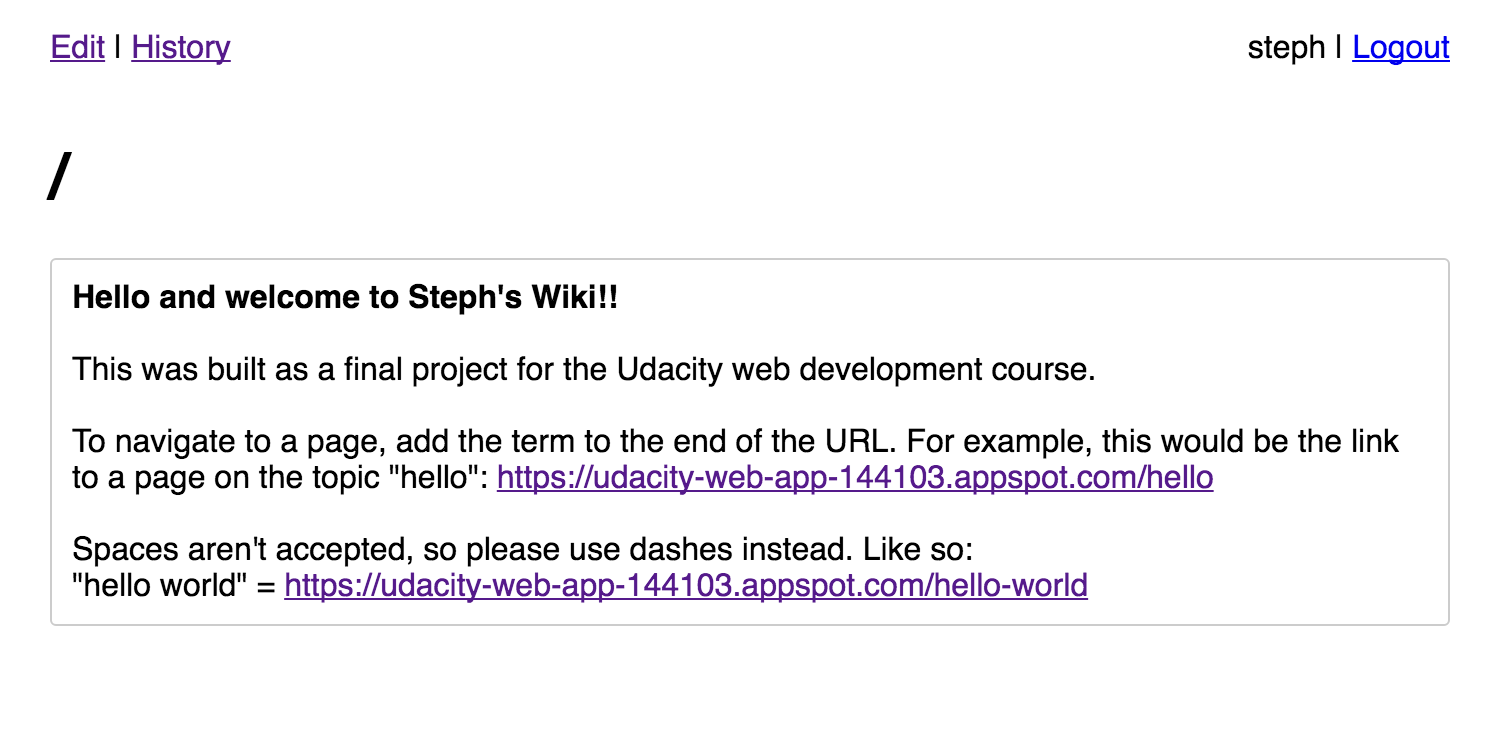 Edit | History steph | Logout
/
Hello and welcome to Steph's Wiki!!
This was built as a final project for the Udacity web development course.
To navigate to a page, add the term to the end of the URL. For example, this would be the link
to a page on the topic "hello": https://udacity-web-app-144103.appspot.com/hello
Spaces aren't accepted, so please use dashes instead. Like so:
"hello world" = https://udacity-web-app-144103.appspot.com/hello-world